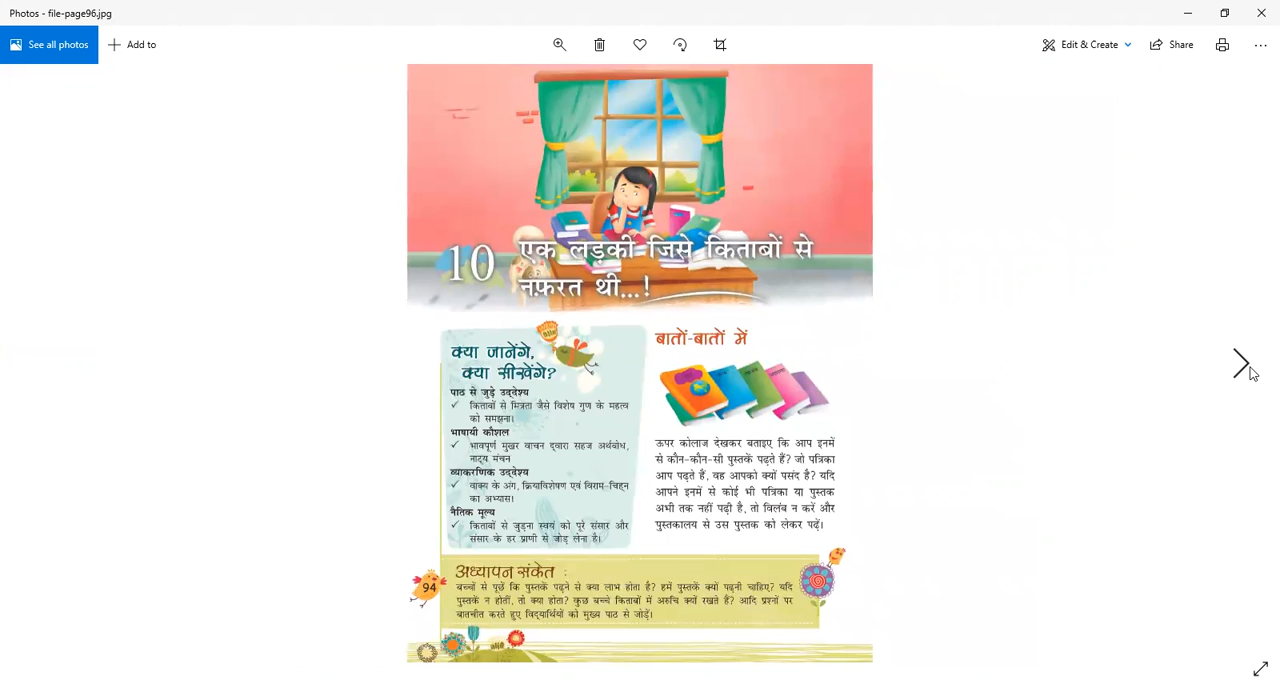 Photos - file-page96.jpg
See all photos
Add to
Edit & Create
Share
10 एक लड़की जिसे किताबों से
नफ़रत थी...!
क्या जानेंगे,
क्या सीखेंगे?
पाठ से जुड़े उद्देश्य
✓ किताबों से मित्रता जैसे विशेष गुण के महत्व
को समझना।
भाषायी कौशल
✓ भावपूर्ण मुखर वाचन द्वारा सहज अर्थबोध,
नाट्य मंचन
व्याकरणिक उद्देश्य
✓ वाक्य के अंग, क्रियाविशेषण एवं विराम-चिह्न
का अभ्यास।
नैतिक मूल्य
✓ किताबों से जुड़ना स्वयं को पूरे संसार और
संसार के हर प्राणी से जोड़ लेना है।
बातों-बातों में
ऊपर कोलाज देखकर बताइए कि आप इनमें
से कौन-कौन-सी पुस्तकें पढ़ते हैं? जो पत्रिका
आप पढ़ते हैं, वह आपको क्यों पसंद है? यदि
आपने इनमें से कोई भी पत्रिका या पुस्तक
अभी तक नहीं पढ़ी है, तो विलंब न करें और
पुस्तकालय से उस पुस्तक को लेकर पढ़ें।
अध्यापन संकेत :
बच्चों से पूछें कि पुस्तकें पढ़ने से क्या लाभ होता है? हमें पुस्तकें क्यों पढ़नी चाहिए? यदि
पुस्तकें न होतीं, तो क्या होता? कुछ बच्चे किताबों में अरुचि क्यों रखते हैं? आदि प्रश्नों पर
बातचीत करते हुए विद्यार्थियों को मुख्य पाठ से जोड़ें।
94